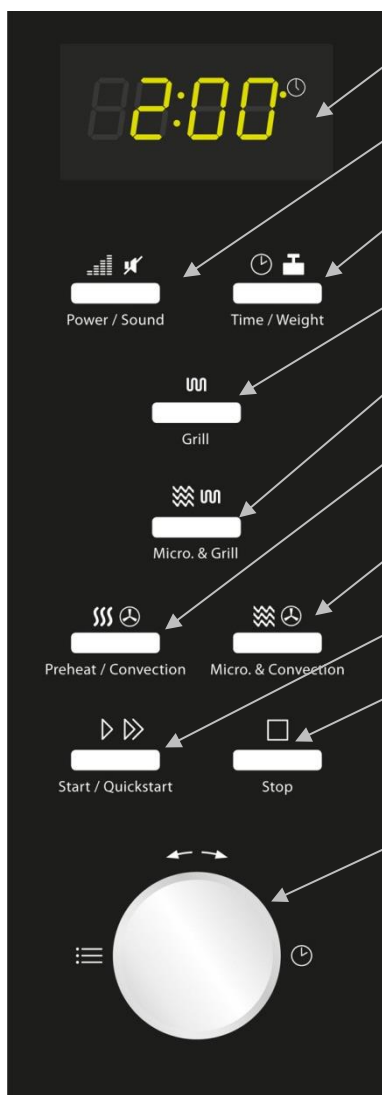 2:00
Power / Sound
Time / Weight
Grill
Micro. & Grill
Preheat / Convection
Micro. & Convection
Start / Quickstart
Stop